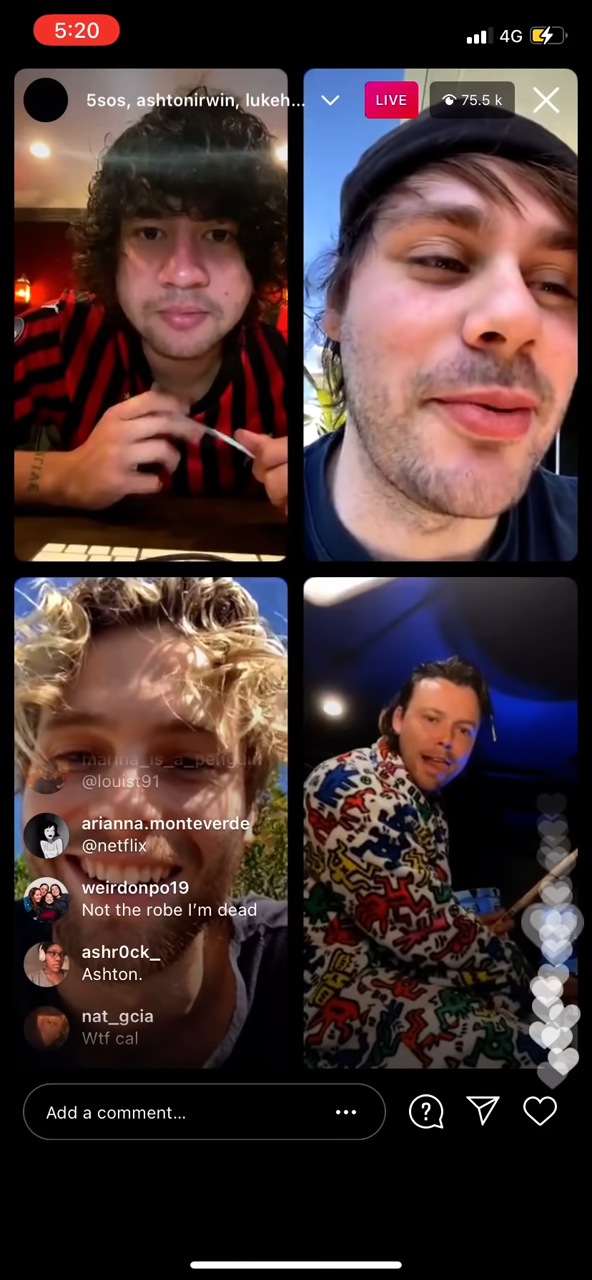 5:20
4G
5sos, ashtonirwin, lukeh...
LIVE
75.5 k
marina_is_a_penguin
@louist91
arianna.monteverde
@netflix
weirdonpo19
Not the robe I’m dead
ashr0ck_
Ashton.
nat_gcia
Wtf cal
Add a comment...